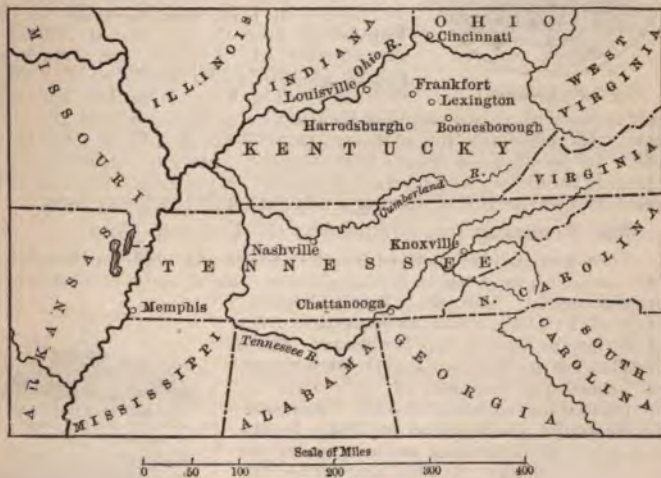 OHIO
Cincinnati
MISSOURI
ILLINOIS
INDIANA
Ohio R.
WEST
VIRGINIA
Louisville
Frankfort
Lexington
Harrodsburgh
Boonesborough
KENTUCKY
VIRGINIA
Cumberland R.
Nashville
Knoxville
TENNESSEE
N. CAROLINA
ARKANSAS
Memphis
Chattanooga
Tennesee R.
MISSISSIPPI
ALABAMA
GEORGIA
SOUTH
CAROLINA
Scale of Miles
0 50 100 200 300 400